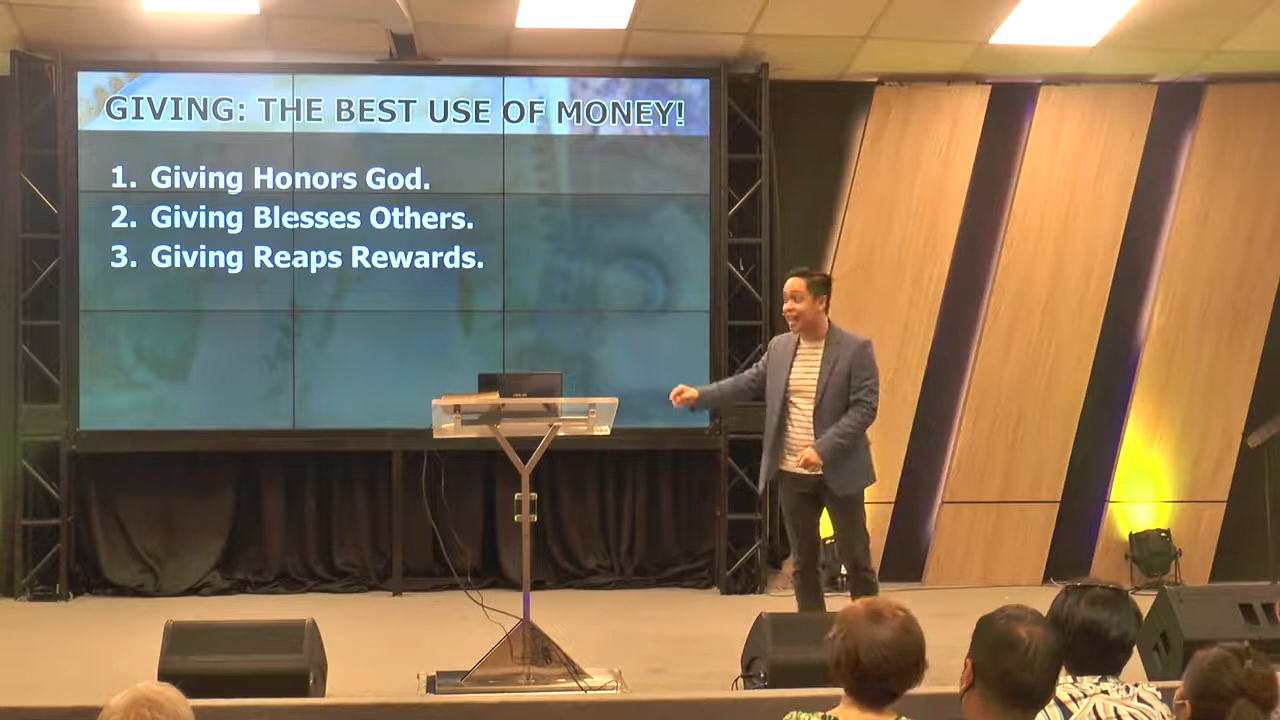 GIVING: THE BEST USE OF MONEY!
1. Giving Honors God.
2. Giving Blesses Others.
3. Giving Reaps Rewards.